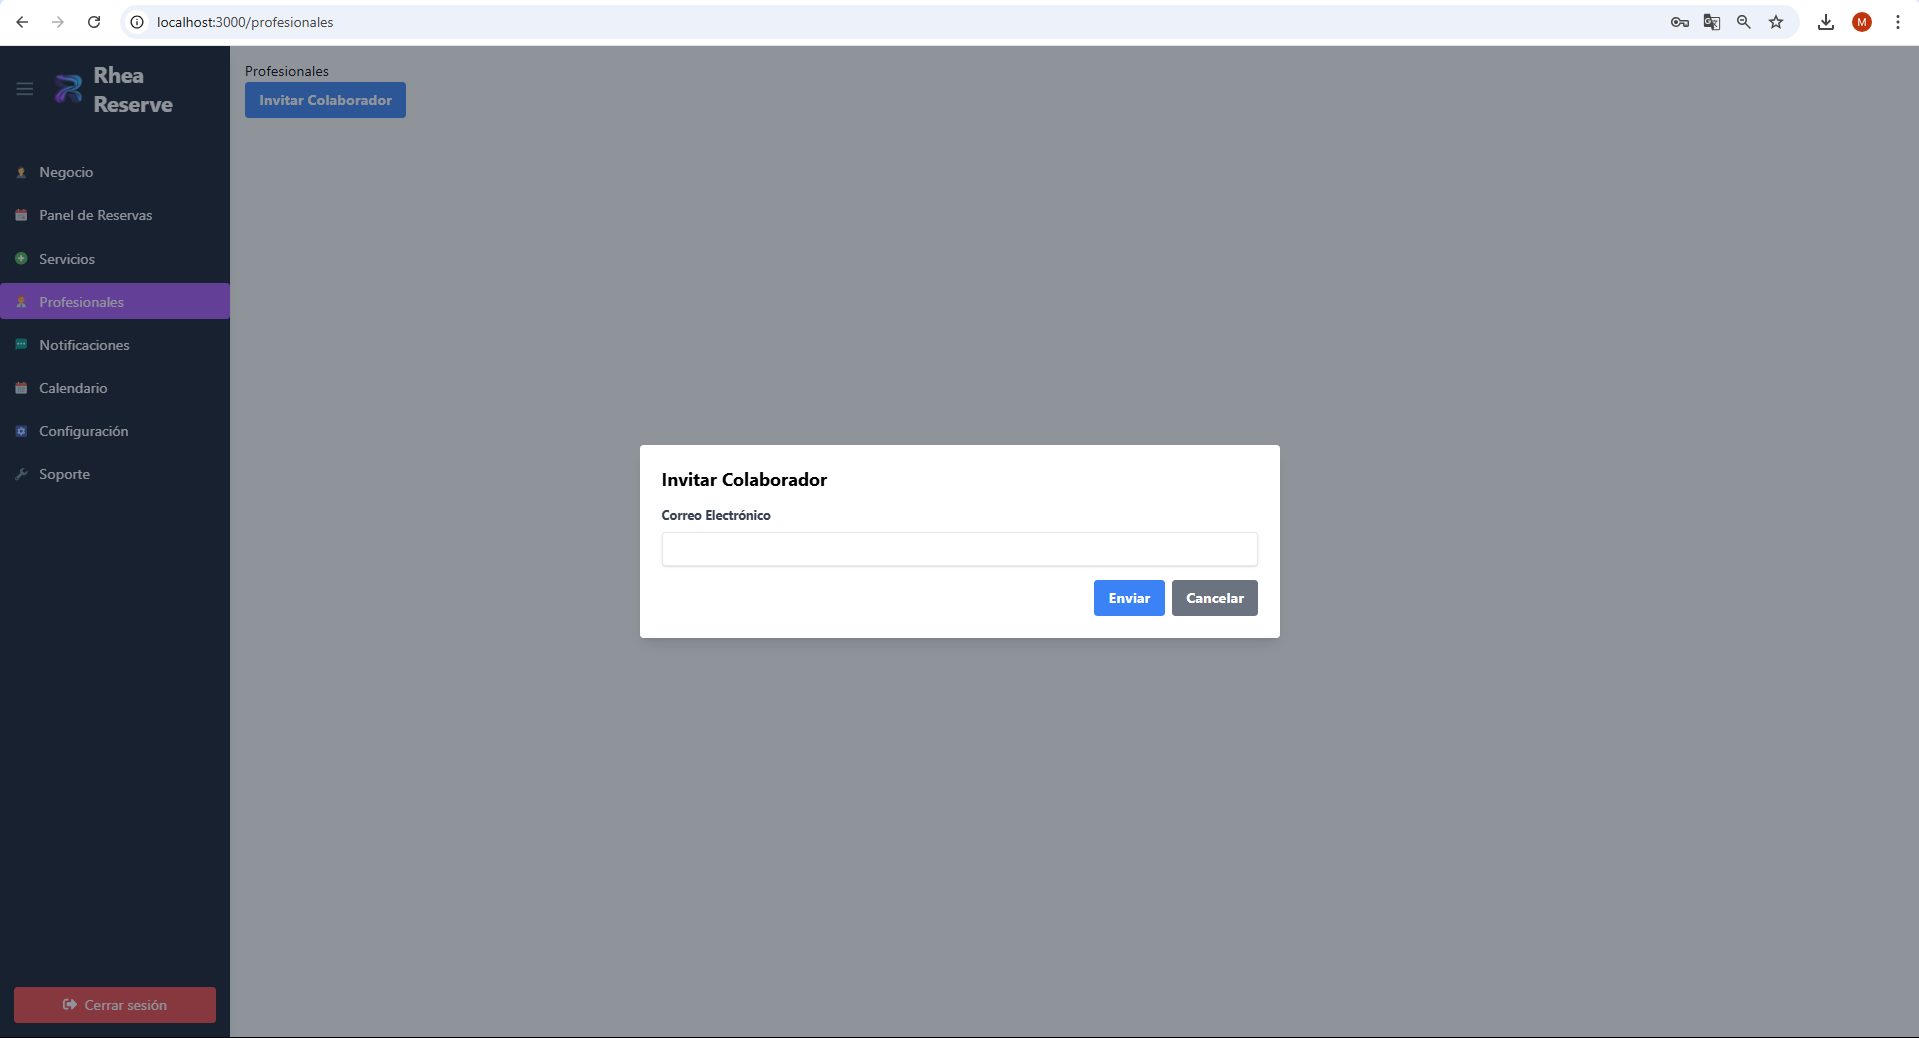 localhost:3000/profesionales
M
Rhea
Reserve
Negocio
Panel de Reservas
Servicios
Profesionales
Notificaciones
Calendario
Configuración
Soporte
Cerrar sesión
Profesionales
Invitar Colaborador
Invitar Colaborador
Correo Electrónico
Enviar Cancelar